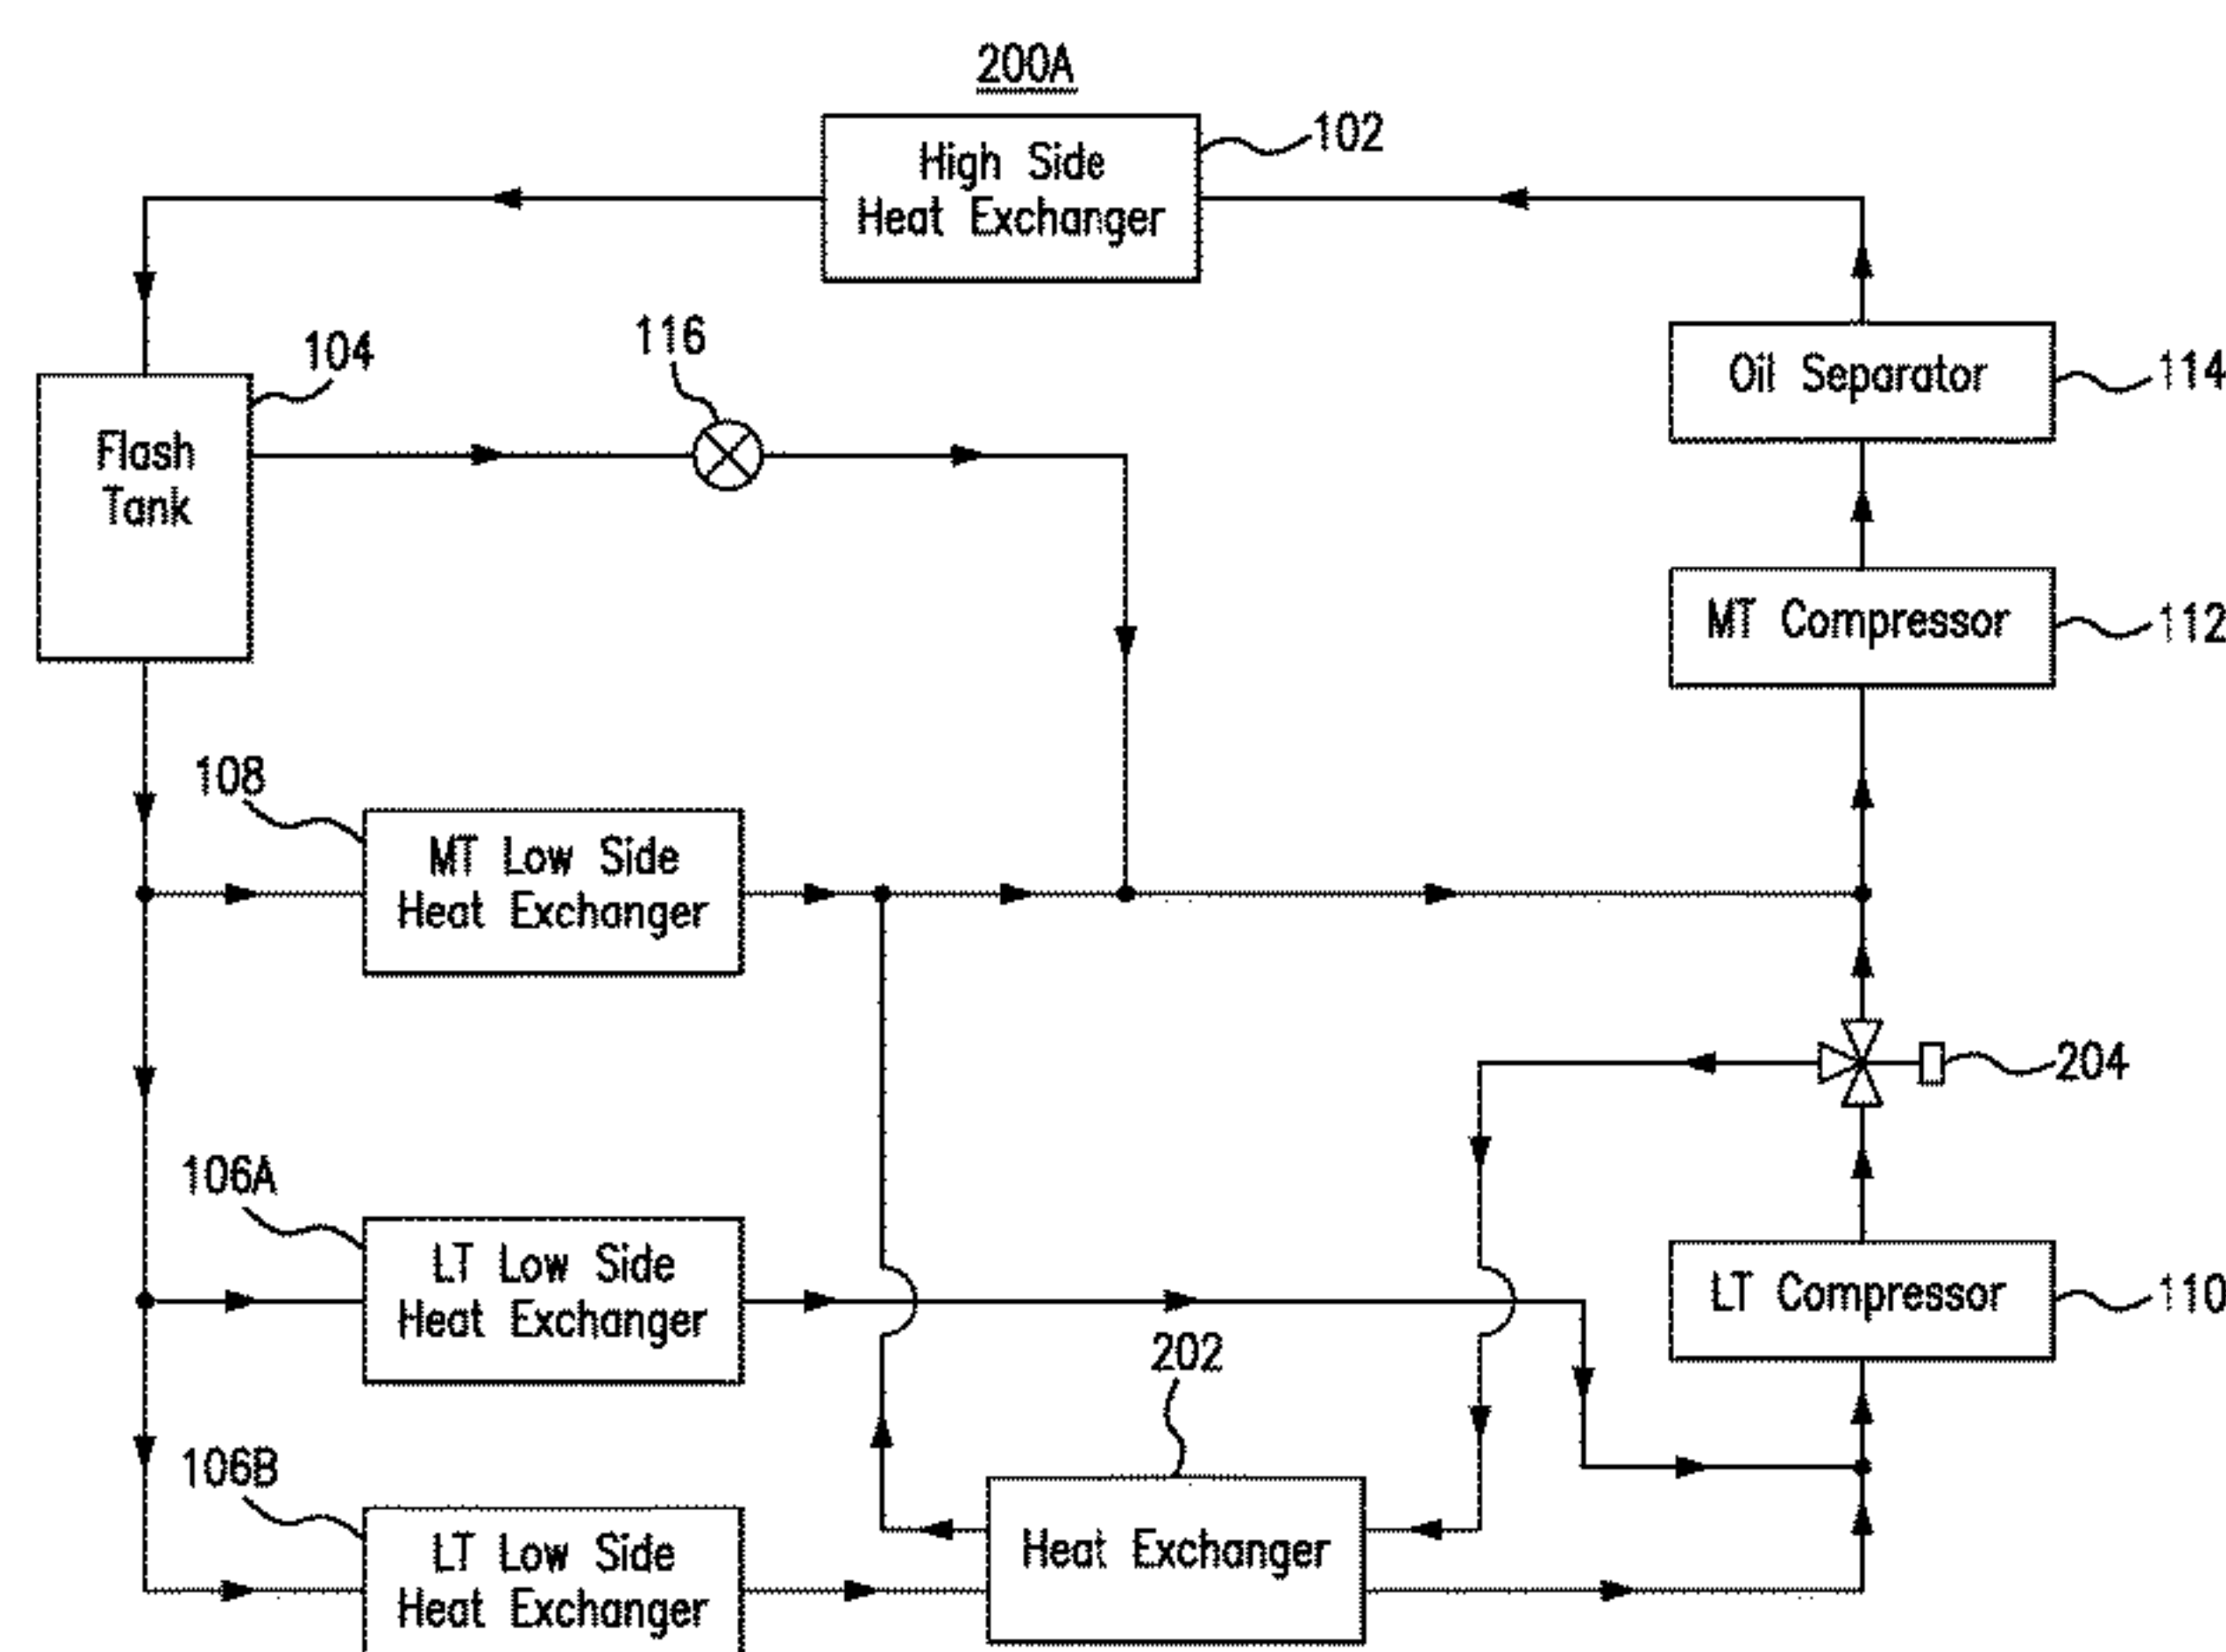 200A
High Side
Heat Exchanger
102
104
116
Flash
Tank
Oil Separator
114
MT Compressor
112
108
MT Low Side
Heat Exchanger
204
106A
LT Low Side
Heat Exchanger
LT Compressor
110
202
106B
LT Low Side
Heat Exchanger
Heat Exchanger